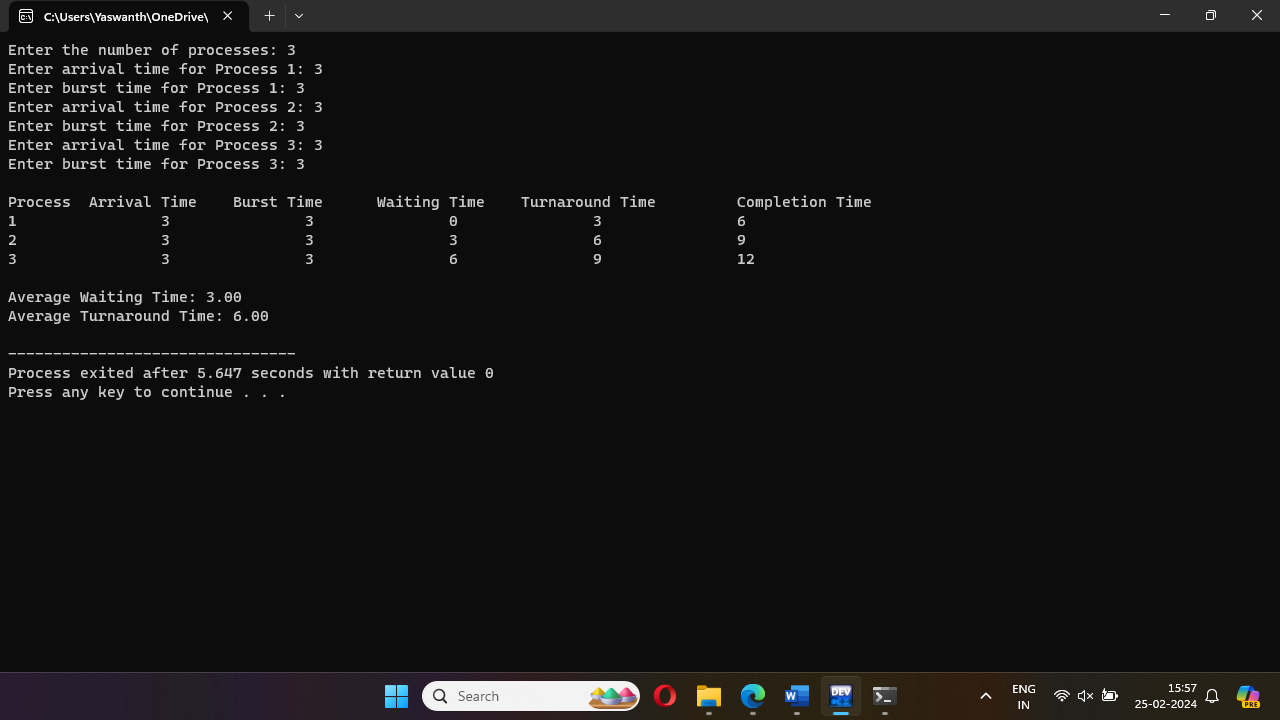 C:\Users\Yaswanth\OneDrive\
Enter the number of processes: 3
Enter arrival time for Process 1: 3
Enter burst time for Process 1: 3
Enter arrival time for Process 2: 3
Enter burst time for Process 2: 3
Enter arrival time for Process 3: 3
Enter burst time for Process 3: 3
Process  Arrival Time    Burst Time      Waiting Time    Turnaround Time         Completion Time
1                3               3               0               3               6
2                3               3               3               6               9
3                3               3               6               9               12
Average Waiting Time: 3.00
Average Turnaround Time: 6.00
--------------------------------
Process exited after 5.647 seconds with return value 0
Press any key to continue . . .
Search
DEV
ENG
IN
15:57
25-02-2024
PRE